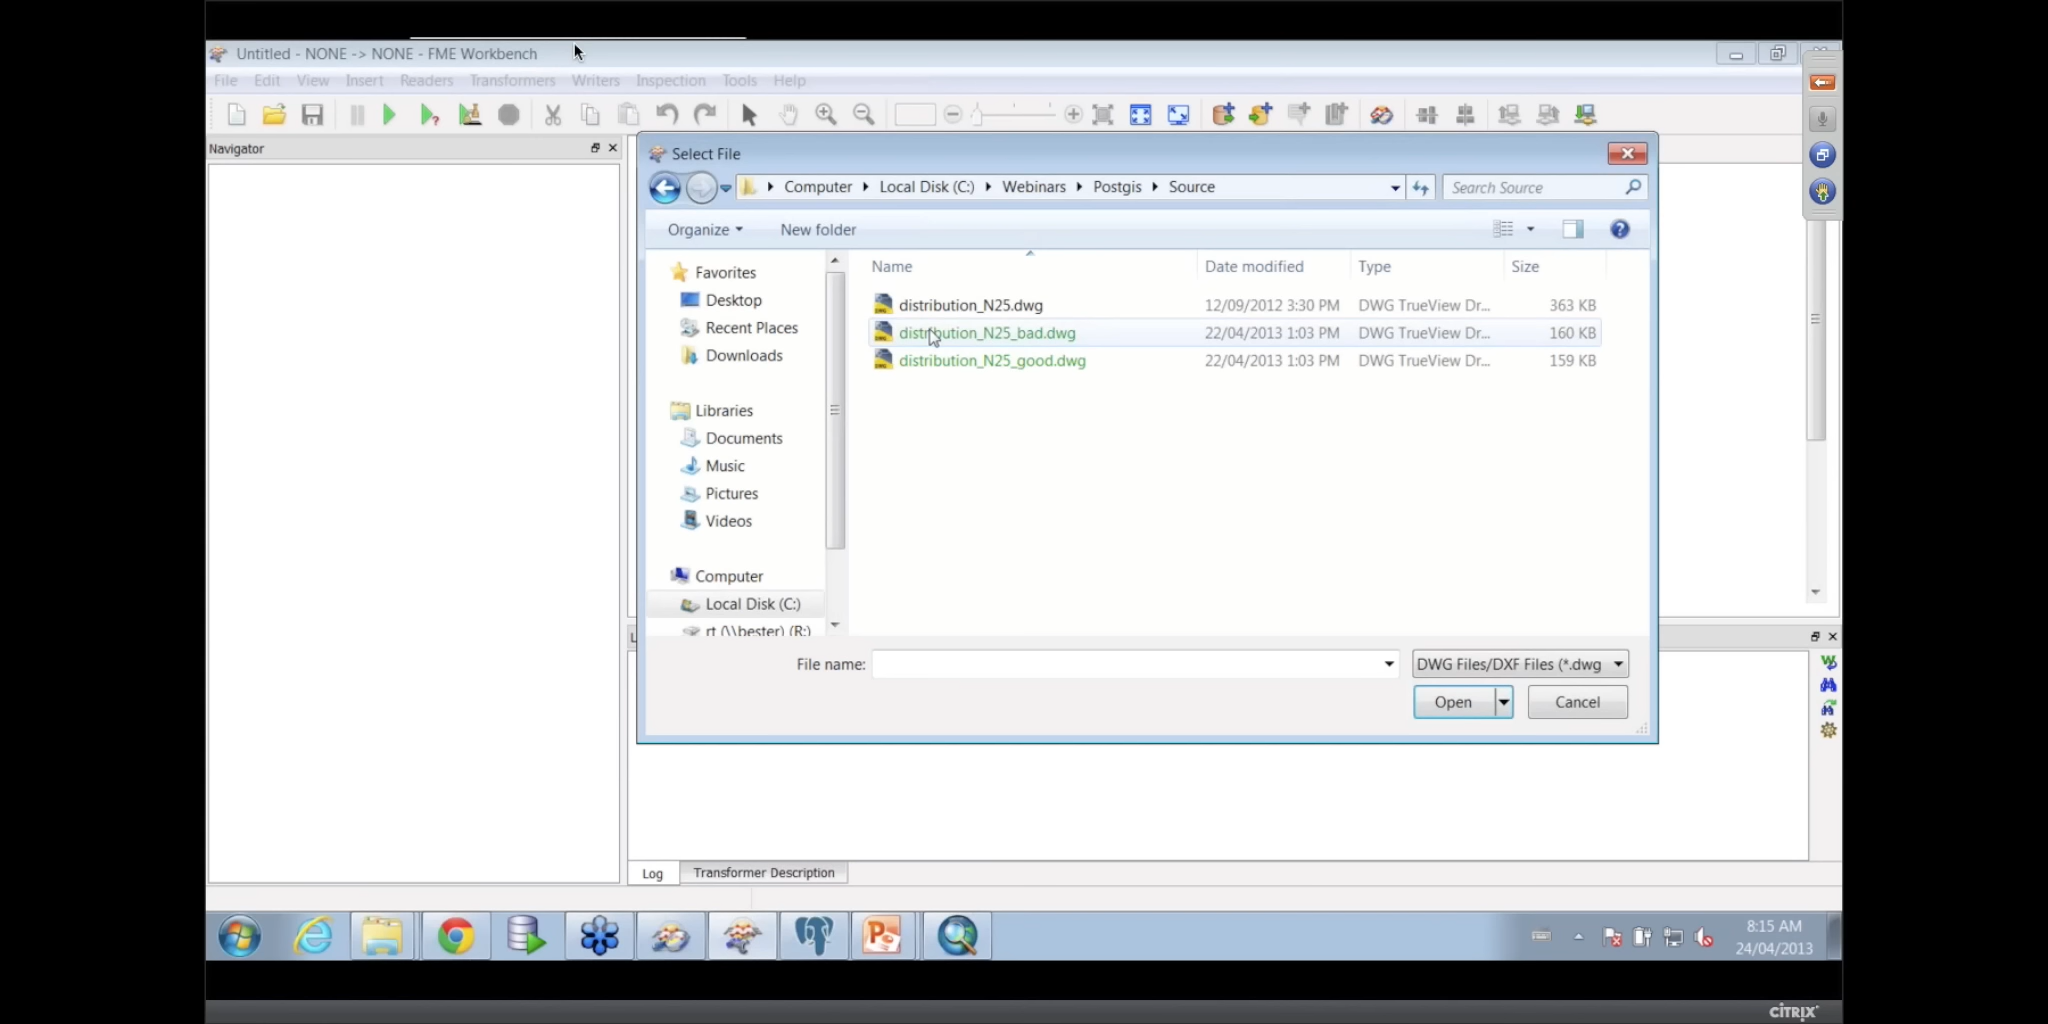 Untitled - NONE -> NONE - FME Workbench
File Edit View Insert Readers Transformers Writers Inspection Tools Help
Navigator
Select File
Computer Local Disk (C:) Webinars Postgis Source
Search Source
Organize New folder
Name Date modified Type Size
Favorites
Desktop
Recent Places
Downloads
Libraries
Documents
Music
Pictures
Videos
Computer
Local Disk (C:)
rt (\\bester) (R:)
distribution_N25.dwg 12/09/2012 3:30 PM DWG TrueView Dr... 363 KB
distribution_N25_bad.dwg 22/04/2013 1:03 PM DWG TrueView Dr... 160 KB
distribution_N25_good.dwg 22/04/2013 1:03 PM DWG TrueView Dr... 159 KB
File name: DWG Files/DXF Files (*.dwg
Open Cancel
Log Transformer Description
8:15 AM
24/04/2013
CITRIX